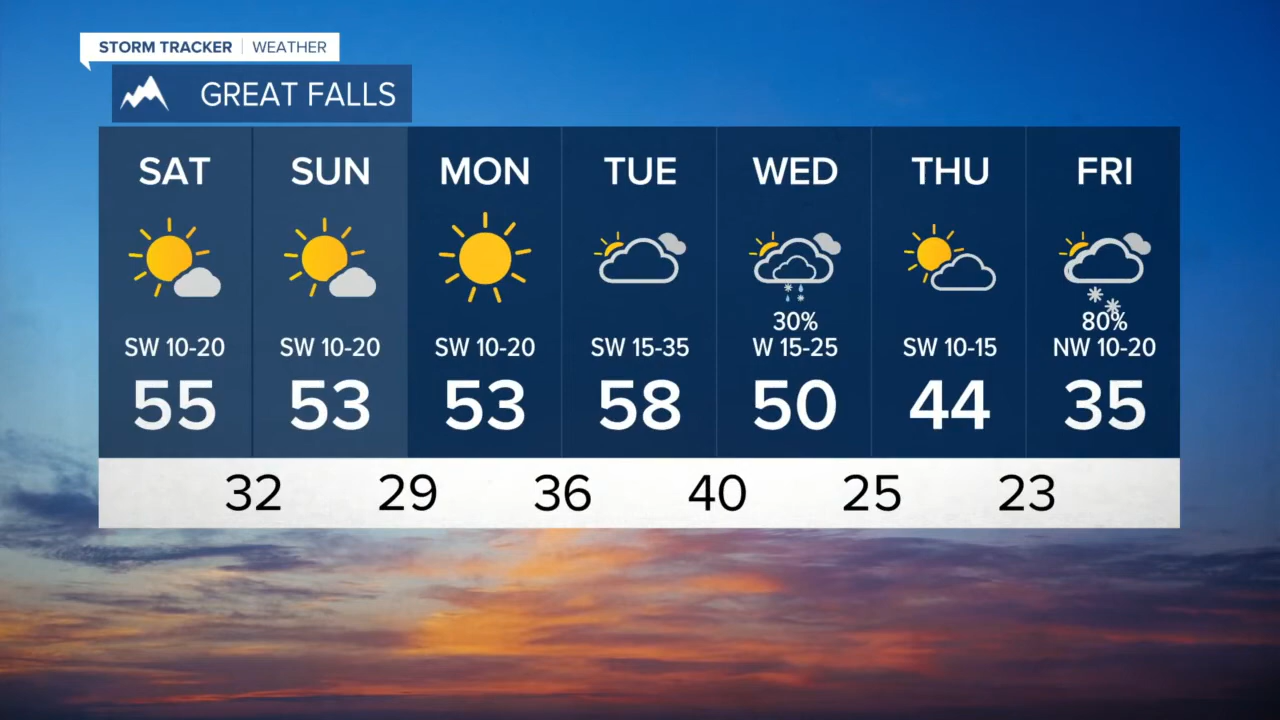 STORM TRACKER | WEATHER
GREAT FALLS
SAT SUN MON TUE WED THU FRI
30% 80%
SW 10-20 SW 10-20 SW 10-20 SW 15-35 W 15-25 SW 10-15 NW 10-20
55 53 53 58 50 44 35
32 29 36 40 25 23